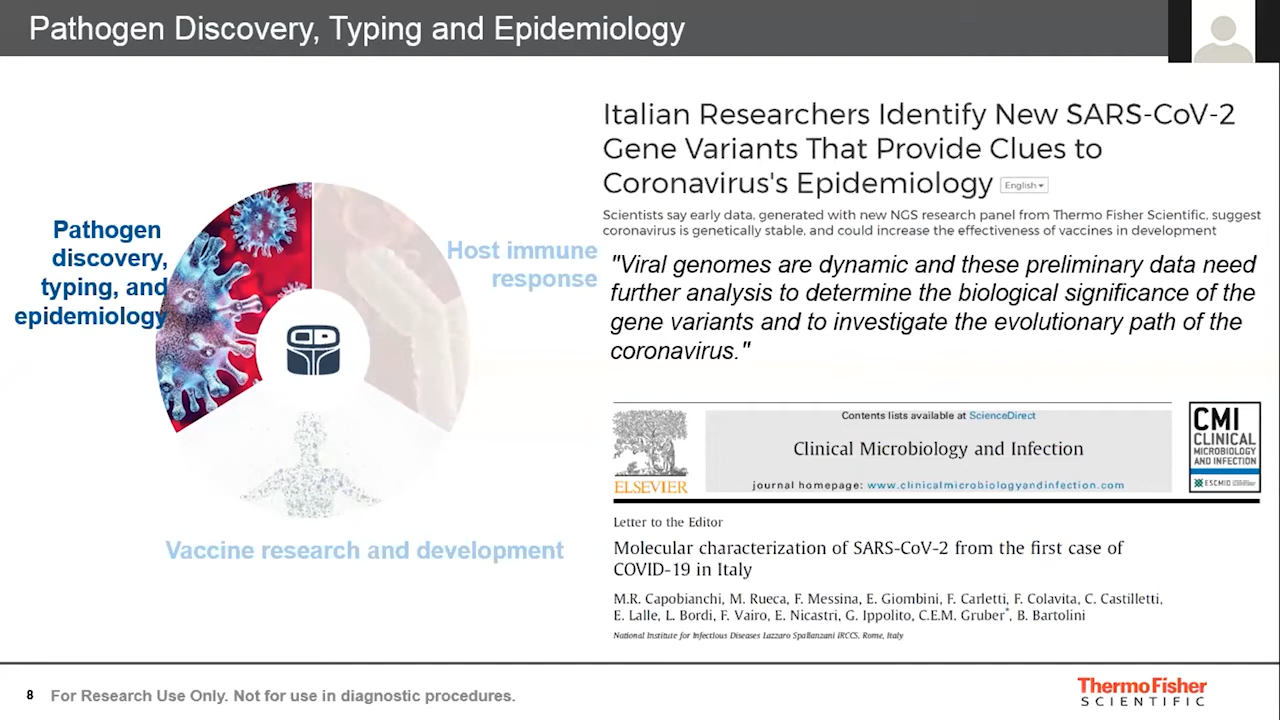 Pathogen Discovery, Typing and Epidemiology
Pathogen
discovery,
typing, and
epidemiology
Host immune
response
Vaccine research and development
Italian Researchers Identify New SARS-CoV-2
Gene Variants That Provide Clues to
Coronavirus's Epidemiology English
Scientists say early data, generated with new NGS research panel from Thermo Fisher Scientific, suggest
coronavirus is genetically stable, and could increase the effectiveness of vaccines in development
"Viral genomes are dynamic and these preliminary data need
further analysis to determine the biological significance of the
gene variants and to investigate the evolutionary path of the
coronavirus."
Contents lists available at ScienceDirect
Clinical Microbiology and Infection
journal homepage: www.clinicalmicrobiologyandinfection.com
ELSEVIER
CMI
CLINICAL
MICROBIOLOGY
AND INFECTION
ESCMID
Letter to the Editor
Molecular characterization of SARS-CoV-2 from the first case of
COVID-19 in Italy
M.R. Capobianchi, M. Rueca, F. Messina, E. Giombini, F. Carletti, F. Colavita, C. Castilletti,
E. Lalle, L. Bordi, F. Vairo, E. Nicastri, G. Ippolito, C.E.M. Gruber*, B. Bartolini
National Institute for Infectious Diseases Lazzaro Spallanzani IRCCS, Rome, Italy
8 For Research Use Only. Not for use in diagnostic procedures.
ThermoFisher
SCIENTIFIC